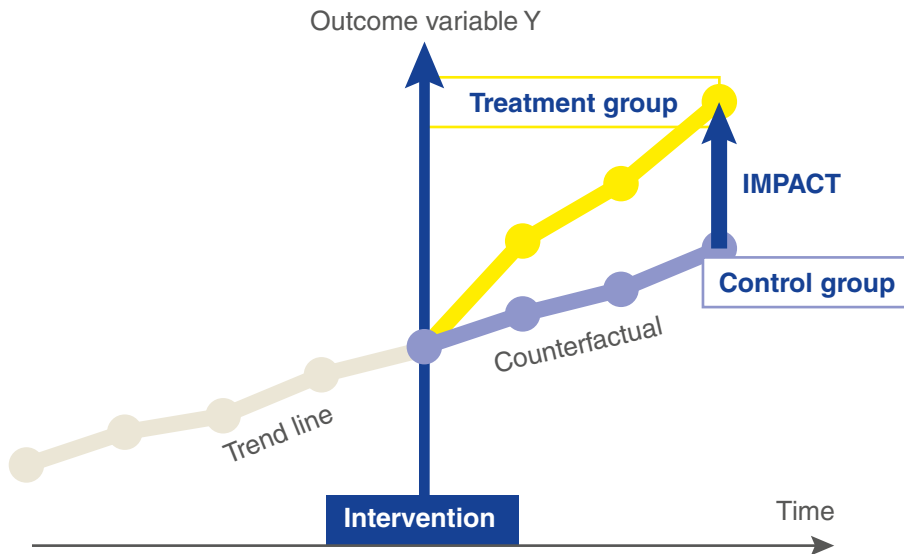 Outcome variable Y
Treatment group
IMPACT
Control group
Counterfactual
Trend line
Intervention
Time